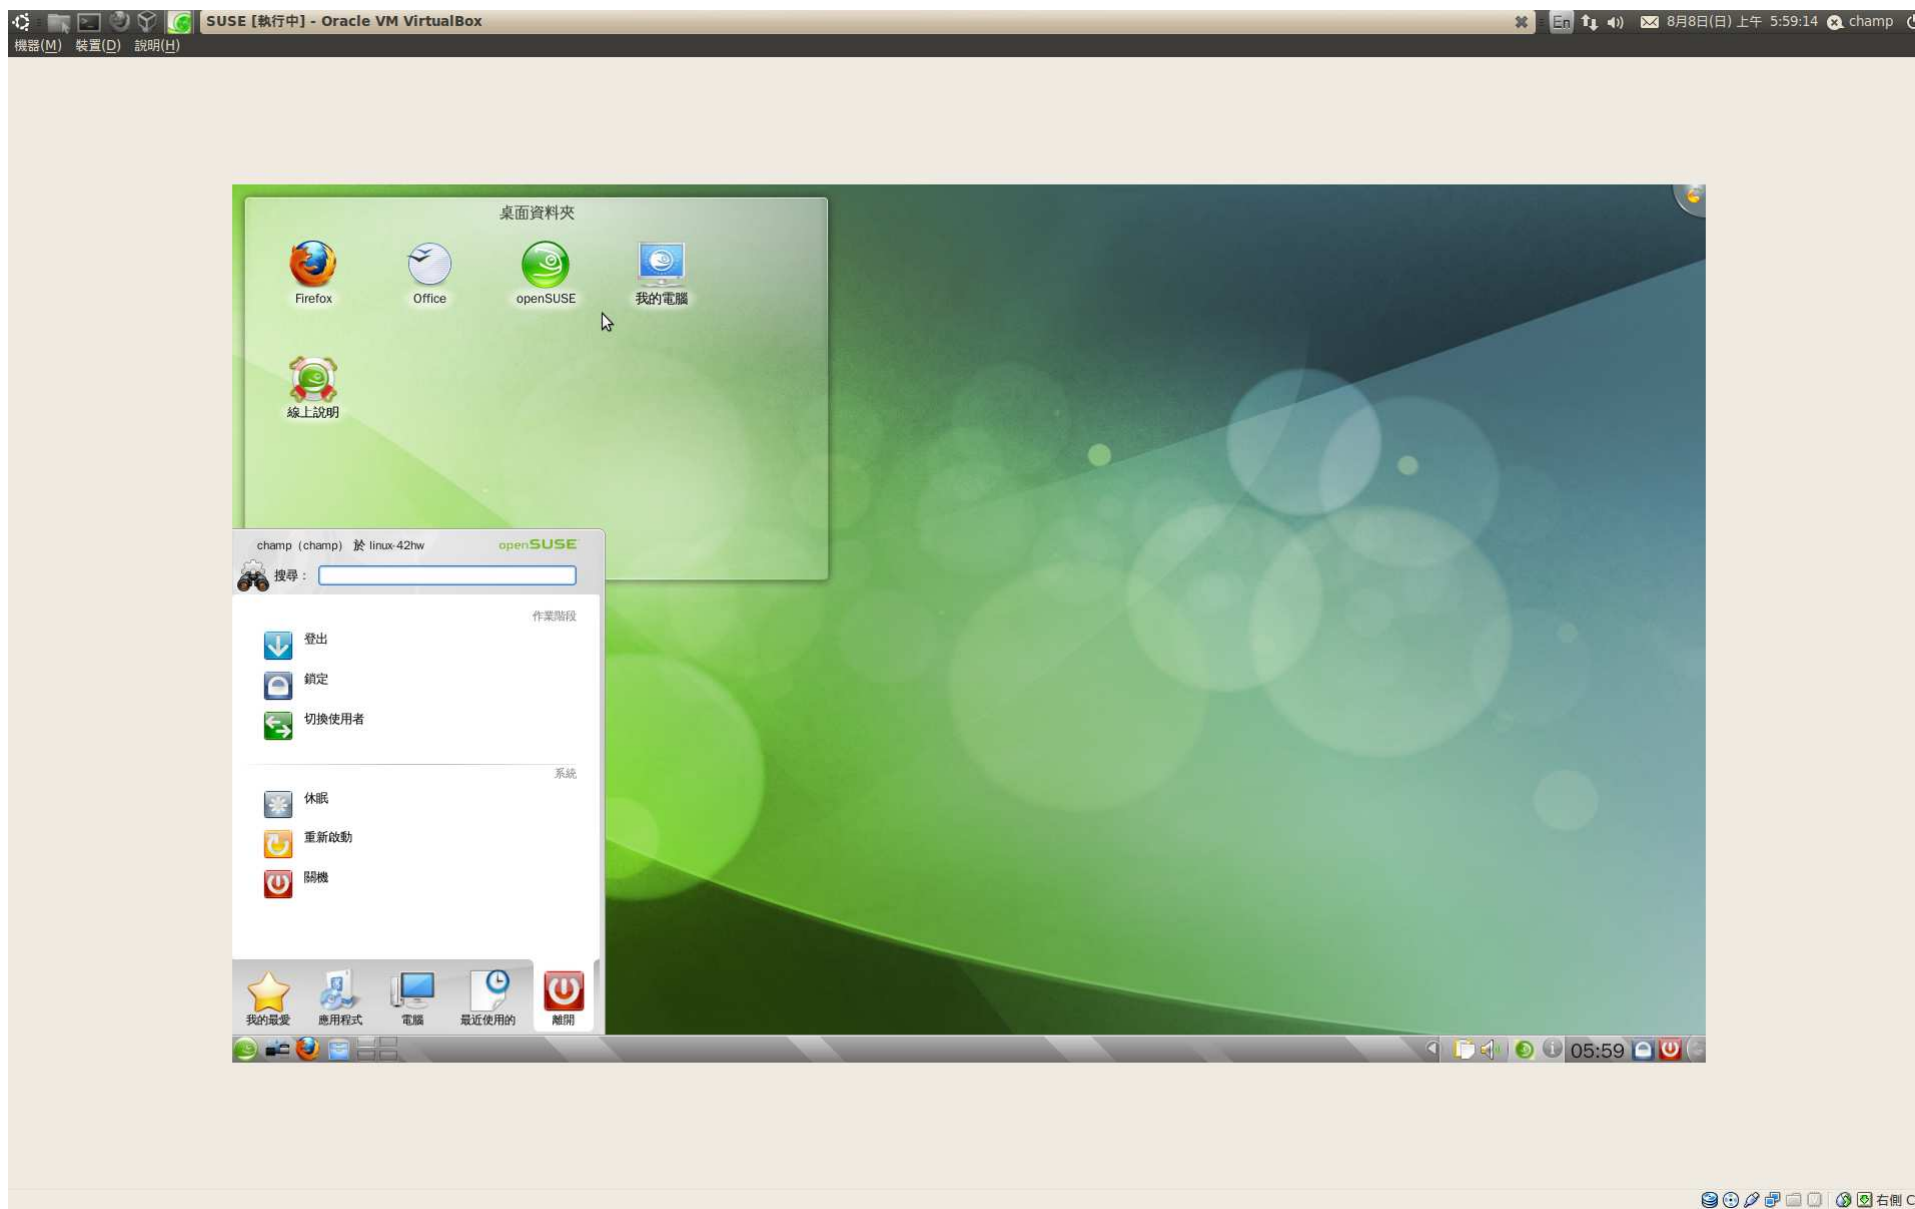 SUSE [執行中] - Oracle VM VirtualBox
En
8月8日(日) 上午 5:59:14
champ
機器(M) 裝置(D) 說明(H)
桌面資料夾
Firefox
Office
openSUSE
我的電腦
線上說明
champ (champ) 於 linux-42hw
openSUSE
搜尋：
作業階段
登出
鎖定
切換使用者
系統
休眠
重新啟動
關機
我的最愛
應用程式
電腦
最近使用的
離開
05:59
右側 C